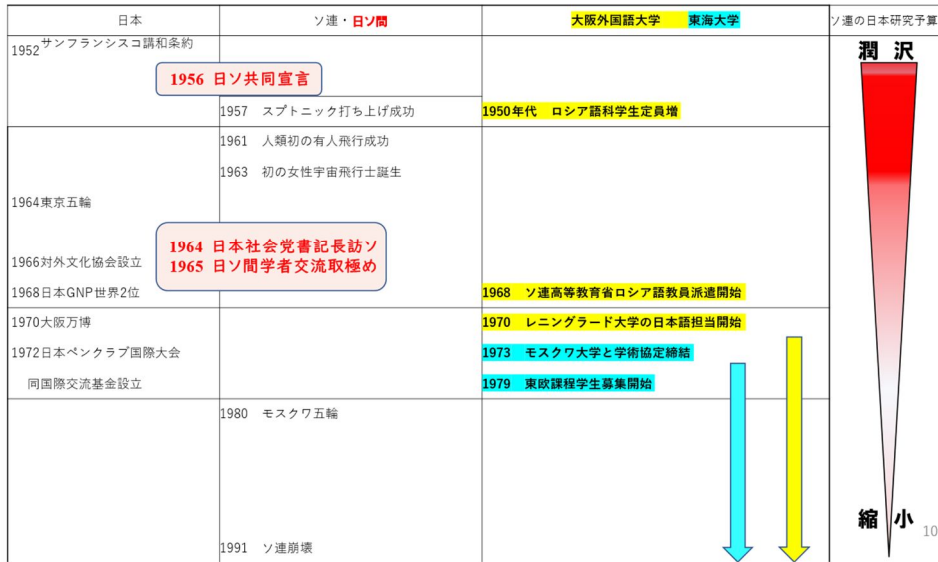 日本 ソ連・日ソ間 大阪外国語大学 東海大学 ソ連の日本研究予算
1952サンフランシスコ講和条約
潤沢
1956 日ソ共同宣言
1957 スプトニック打ち上げ成功 1950年代 ロシア語科学生定員増
1961 人類初の有人飛行成功
1963 初の女性宇宙飛行士誕生
1964東京五輪
1964 日本社会党書記長訪ソ
1965 日ソ間学者交流取極め
1966対外文化協会設立
1968日本GNP世界2位 1968 ソ連高等教育省ロシア語教員派遣開始
1970大阪万博 1970 レニングラード大学の日本語担当開始
1972日本ペンクラブ国際大会 1973 モスクワ大学と学術協定締結
同国際交流基金設立 1979 東欧課程学生募集開始
1980 モスクワ五輪
縮小
10
1991 ソ連崩壊